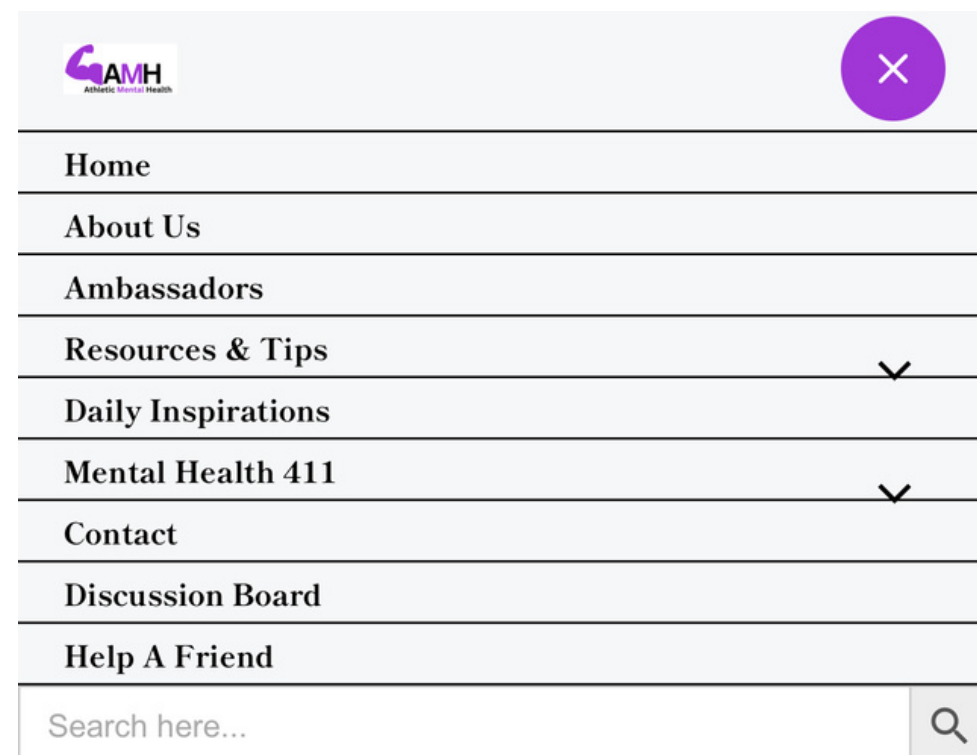 AMH
Athletic Mental Health
Home
About Us
Ambassadors
Resources & Tips
Daily Inspirations
Mental Health 411
Contact
Discussion Board
Help A Friend
Search here...